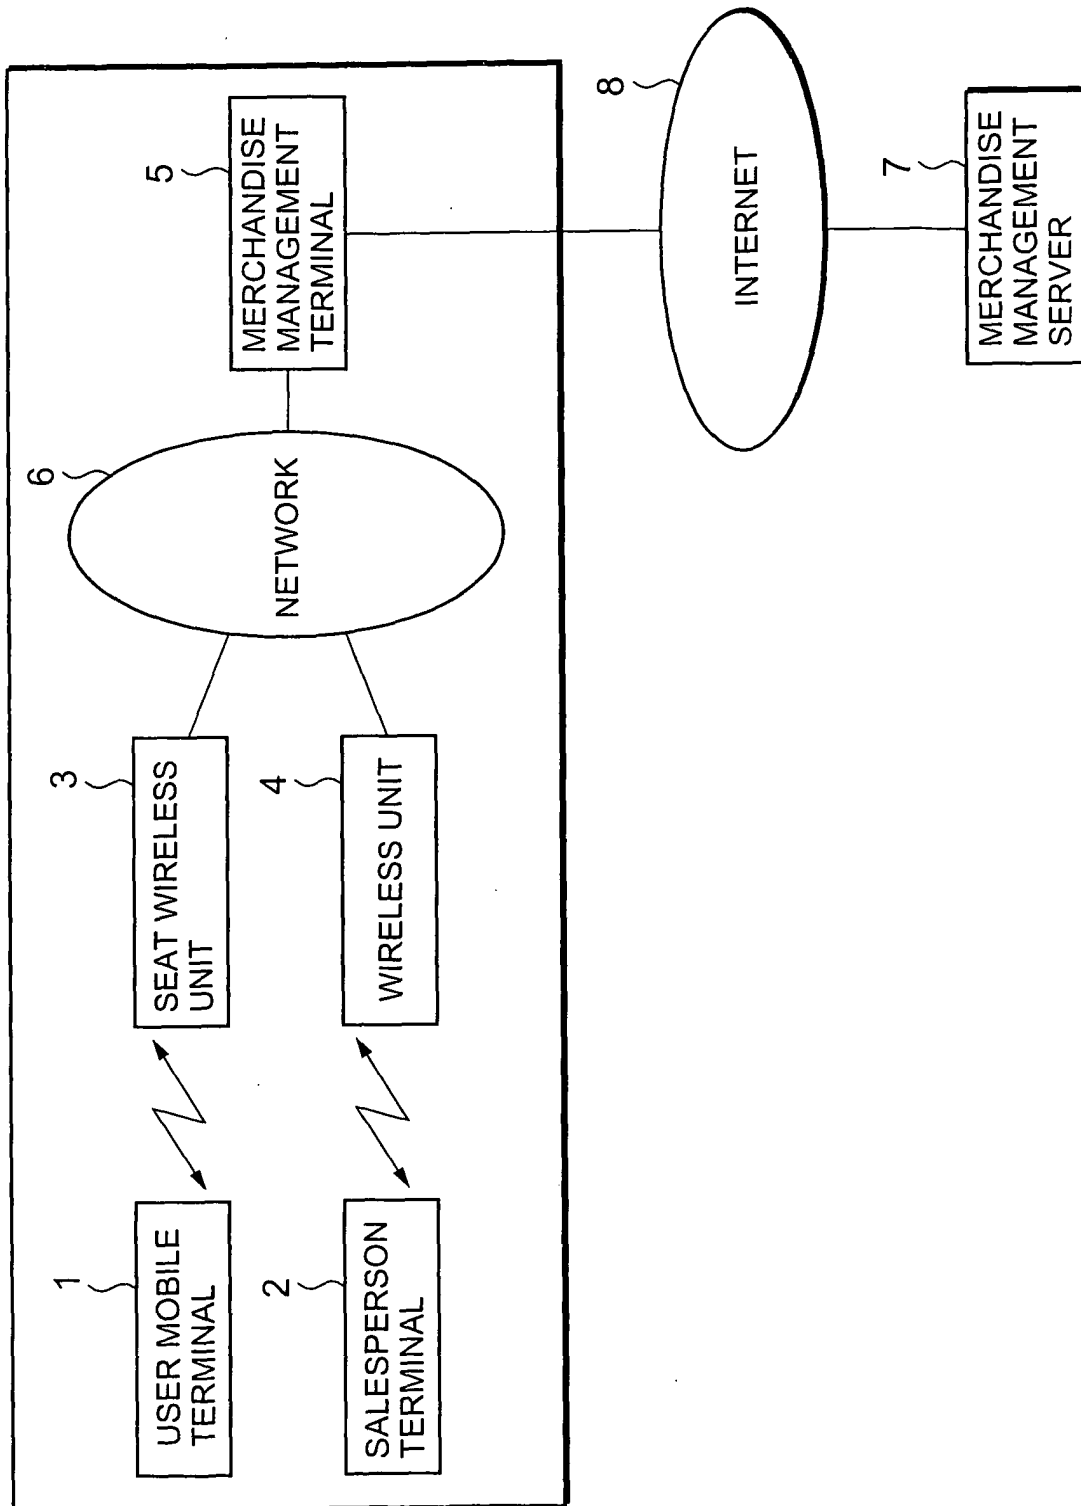 1
USER MOBILE
TERMINAL
3
SEAT WIRELESS
UNIT
6
NETWORK
5
MERCHANDISE
MANAGEMENT
TERMINAL
2
SALESPERSON
TERMINAL
4
WIRELESS UNIT
8
INTERNET
7
MERCHANDISE
MANAGEMENT
SERVER